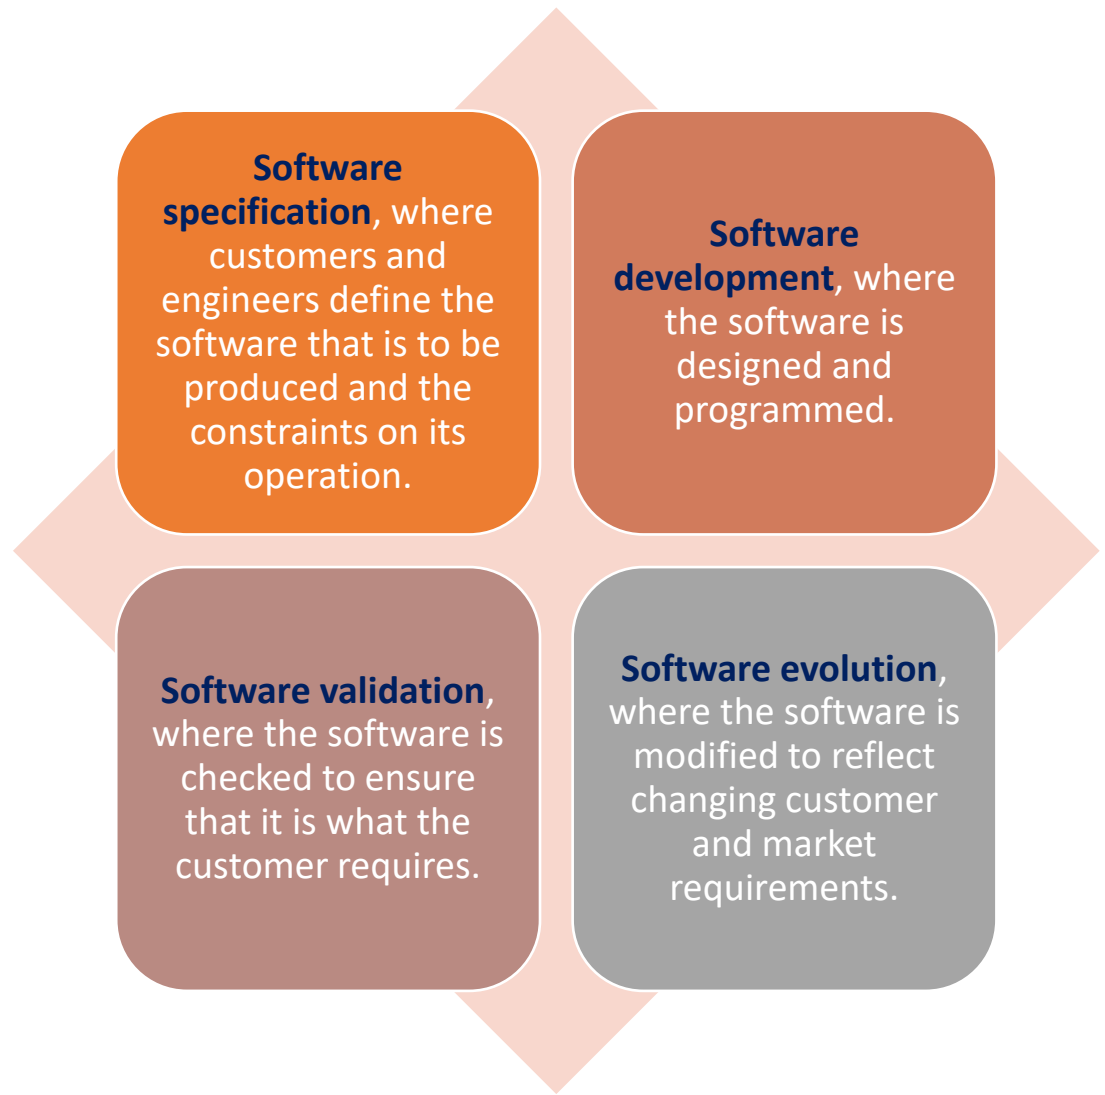 Software
specification, where
customers and
engineers define the
software that is to be
produced and the
constraints on its
operation.
Software
development, where
the software is
designed and
programmed.
Software validation,
where the software is
checked to ensure
that it is what the
customer requires.
Software evolution,
where the software is
modified to reflect
changing customer
and market
requirements.